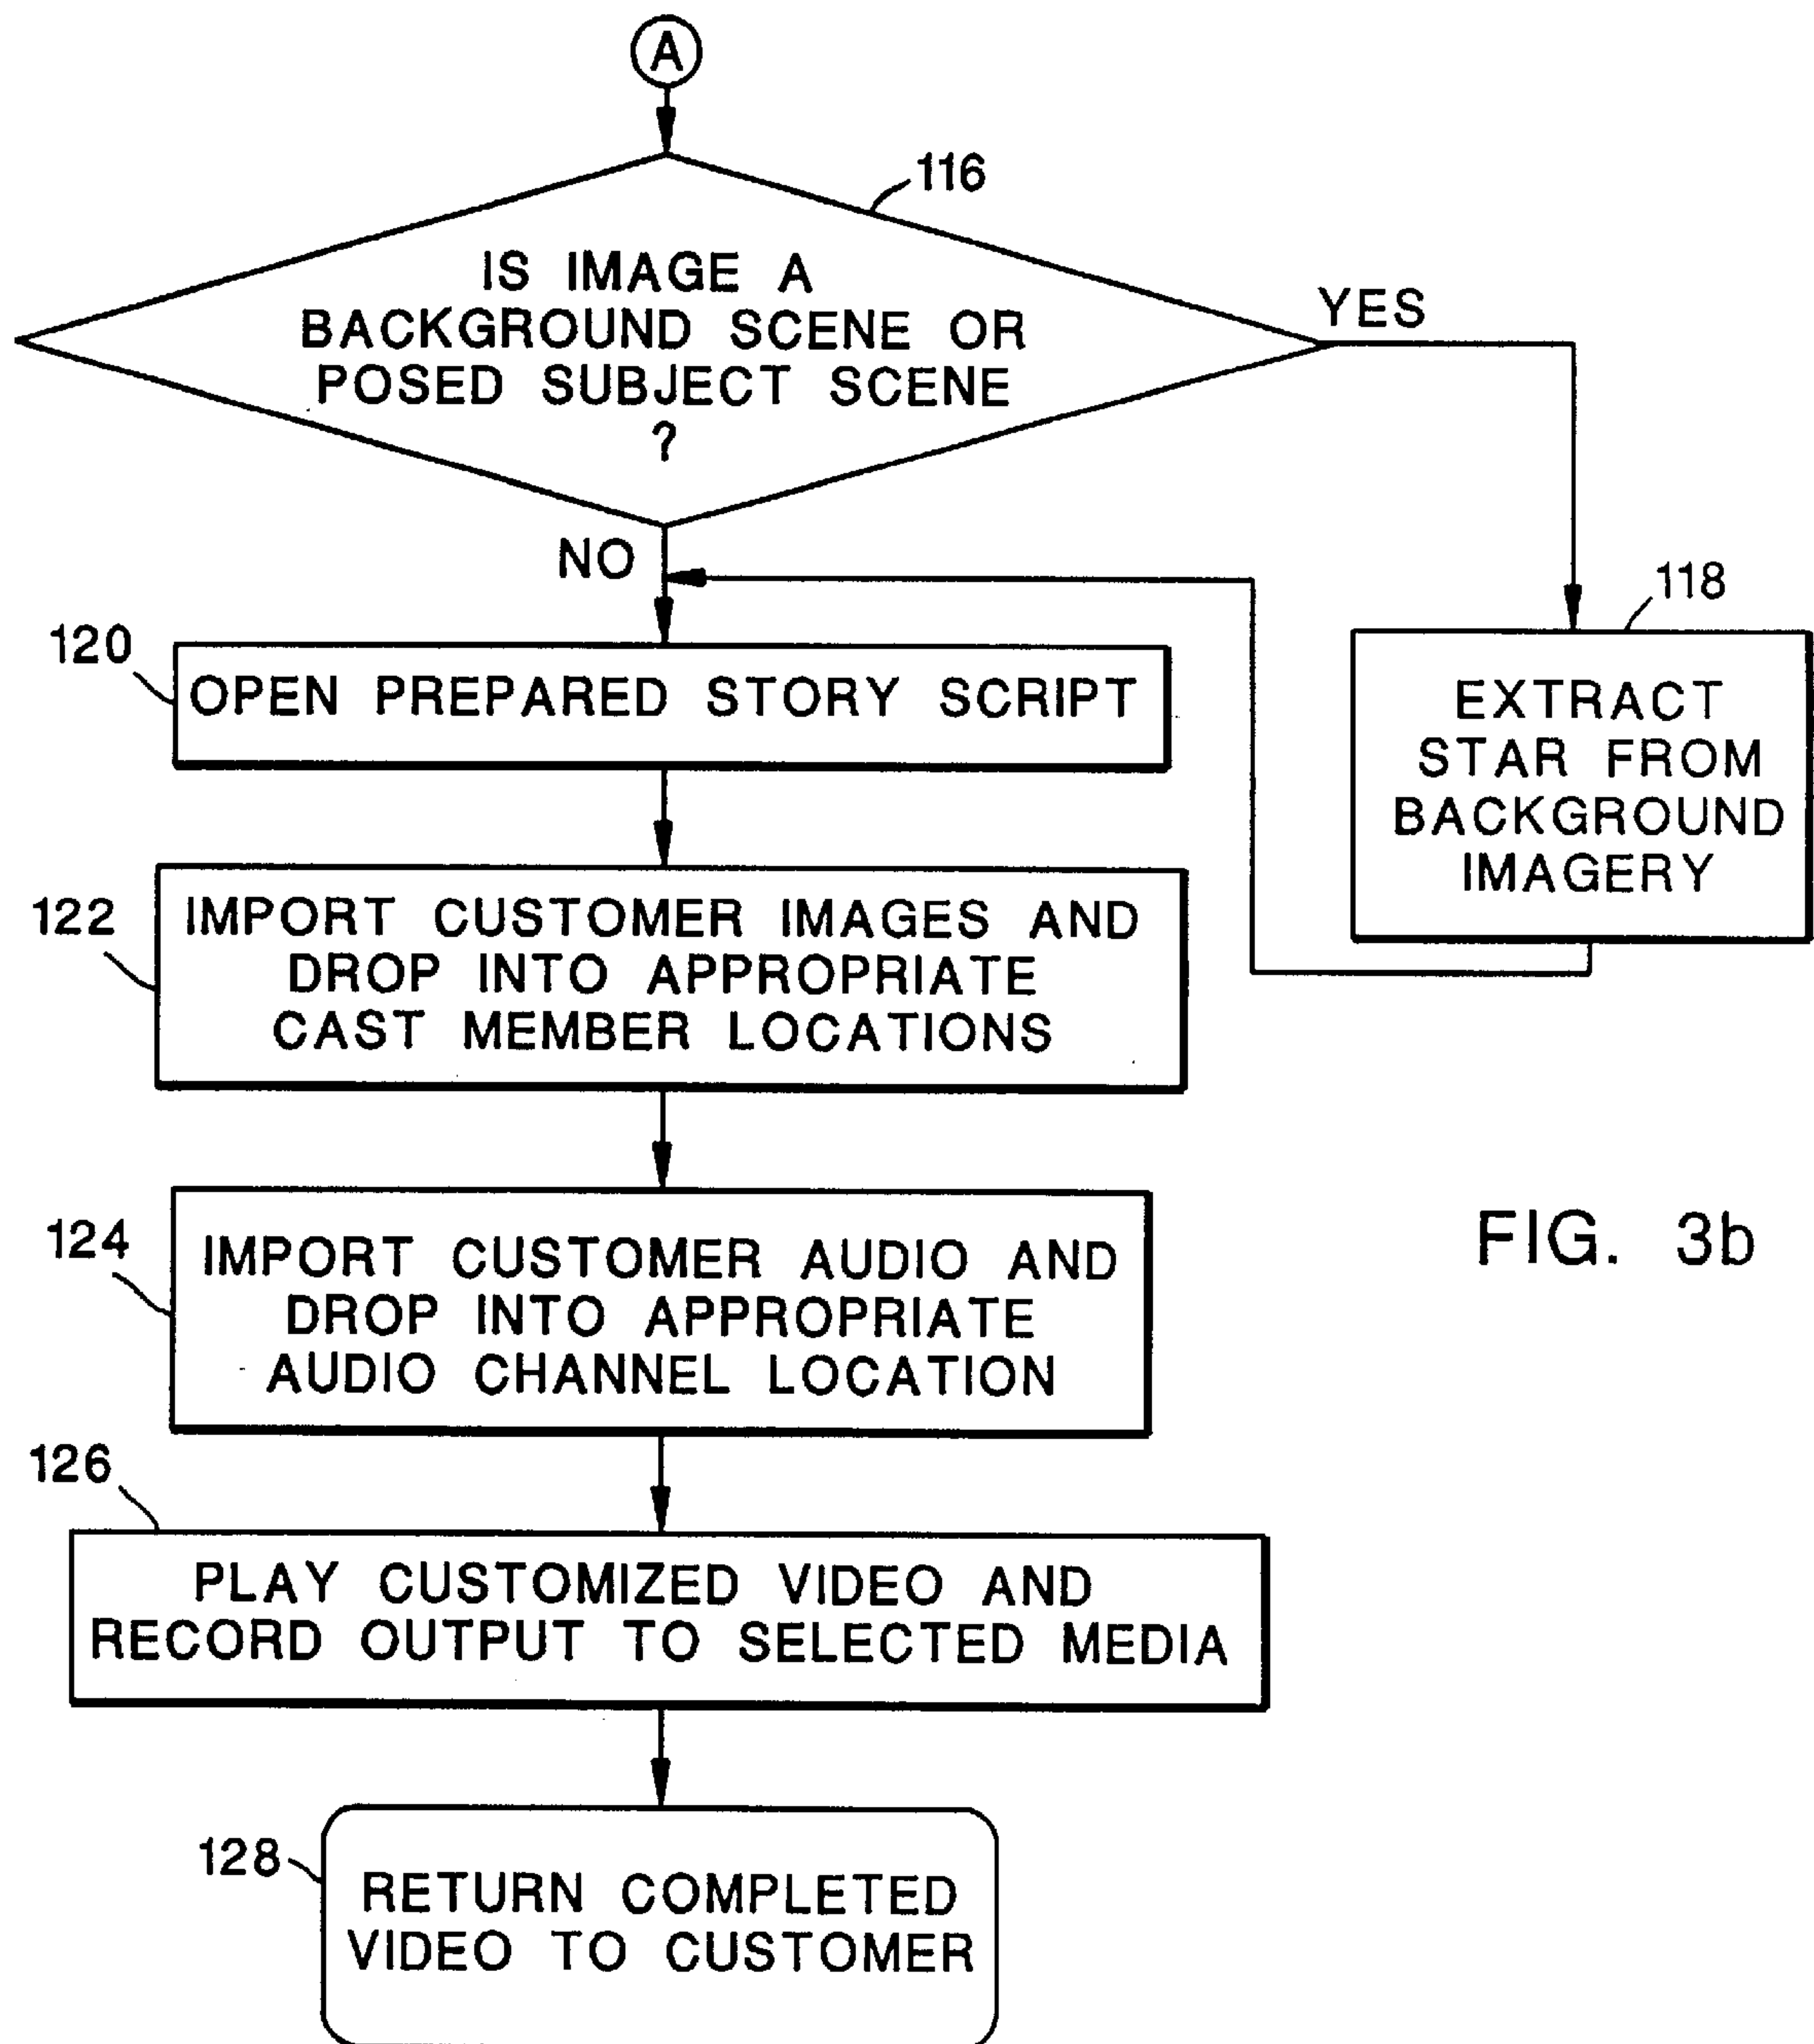 A
116
IS IMAGE A
BACKGROUND SCENE OR
POSED SUBJECT SCENE
?
YES
NO
118
EXTRACT
STAR FROM
BACKGROUND
IMAGERY
120
OPEN PREPARED STORY SCRIPT
122
IMPORT CUSTOMER IMAGES AND
DROP INTO APPROPRIATE
CAST MEMBER LOCATIONS
124
IMPORT CUSTOMER AUDIO AND
DROP INTO APPROPRIATE
AUDIO CHANNEL LOCATION
FIG. 3b
126
PLAY CUSTOMIZED VIDEO AND
RECORD OUTPUT TO SELECTED MEDIA
128
RETURN COMPLETED
VIDEO TO CUSTOMER